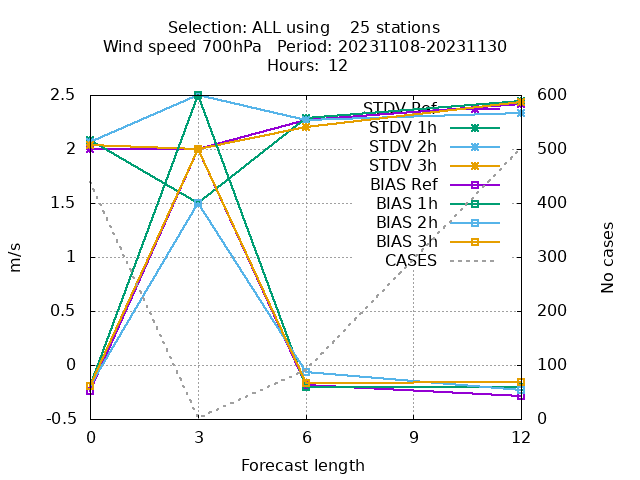 Selection: ALL using    25 stations
Wind speed 700hPa   Period: 20231108-20231130
Hours: 12
2.5
2
1.5
1
0.5
0
-0.5
m/s
600
500
400
300
200
100
0
No cases
STDV Ref
STDV 1h
STDV 2h
STDV 3h
BIAS Ref
BIAS 1h
BIAS 2h
BIAS 3h
CASES
0 3 6 9 12
Forecast length